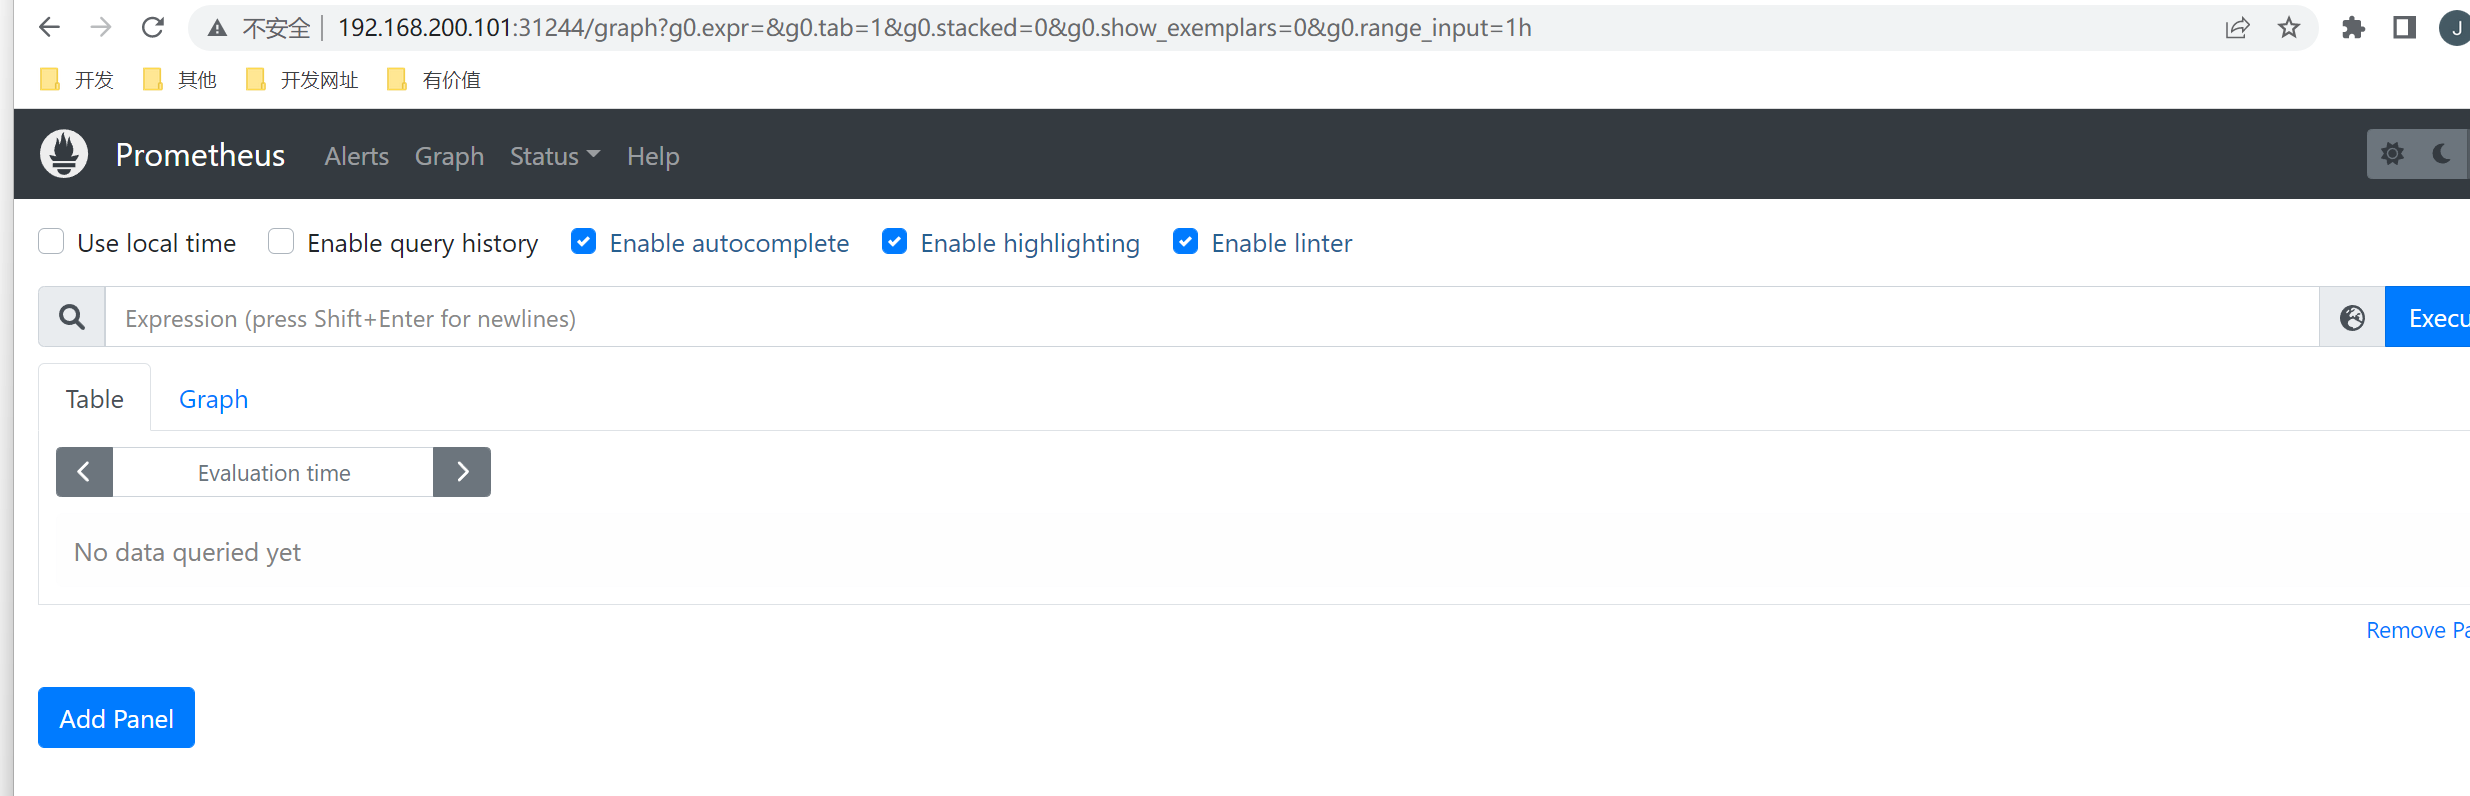 不安全 192.168.200.101:31244/graph?g0.expr=&g0.tab=1&g0.stacked=0&g0.show_exemplars=0&g0.range_input=1h J
开发 其他 开发网址 有价值
Prometheus Alerts Graph Status Help
Use local time Enable query history Enable autocomplete Enable highlighting Enable linter
Expression (press Shift+Enter for newlines) Execu
Table Graph
Evaluation time
No data queried yet
Remove Pa
Add Panel